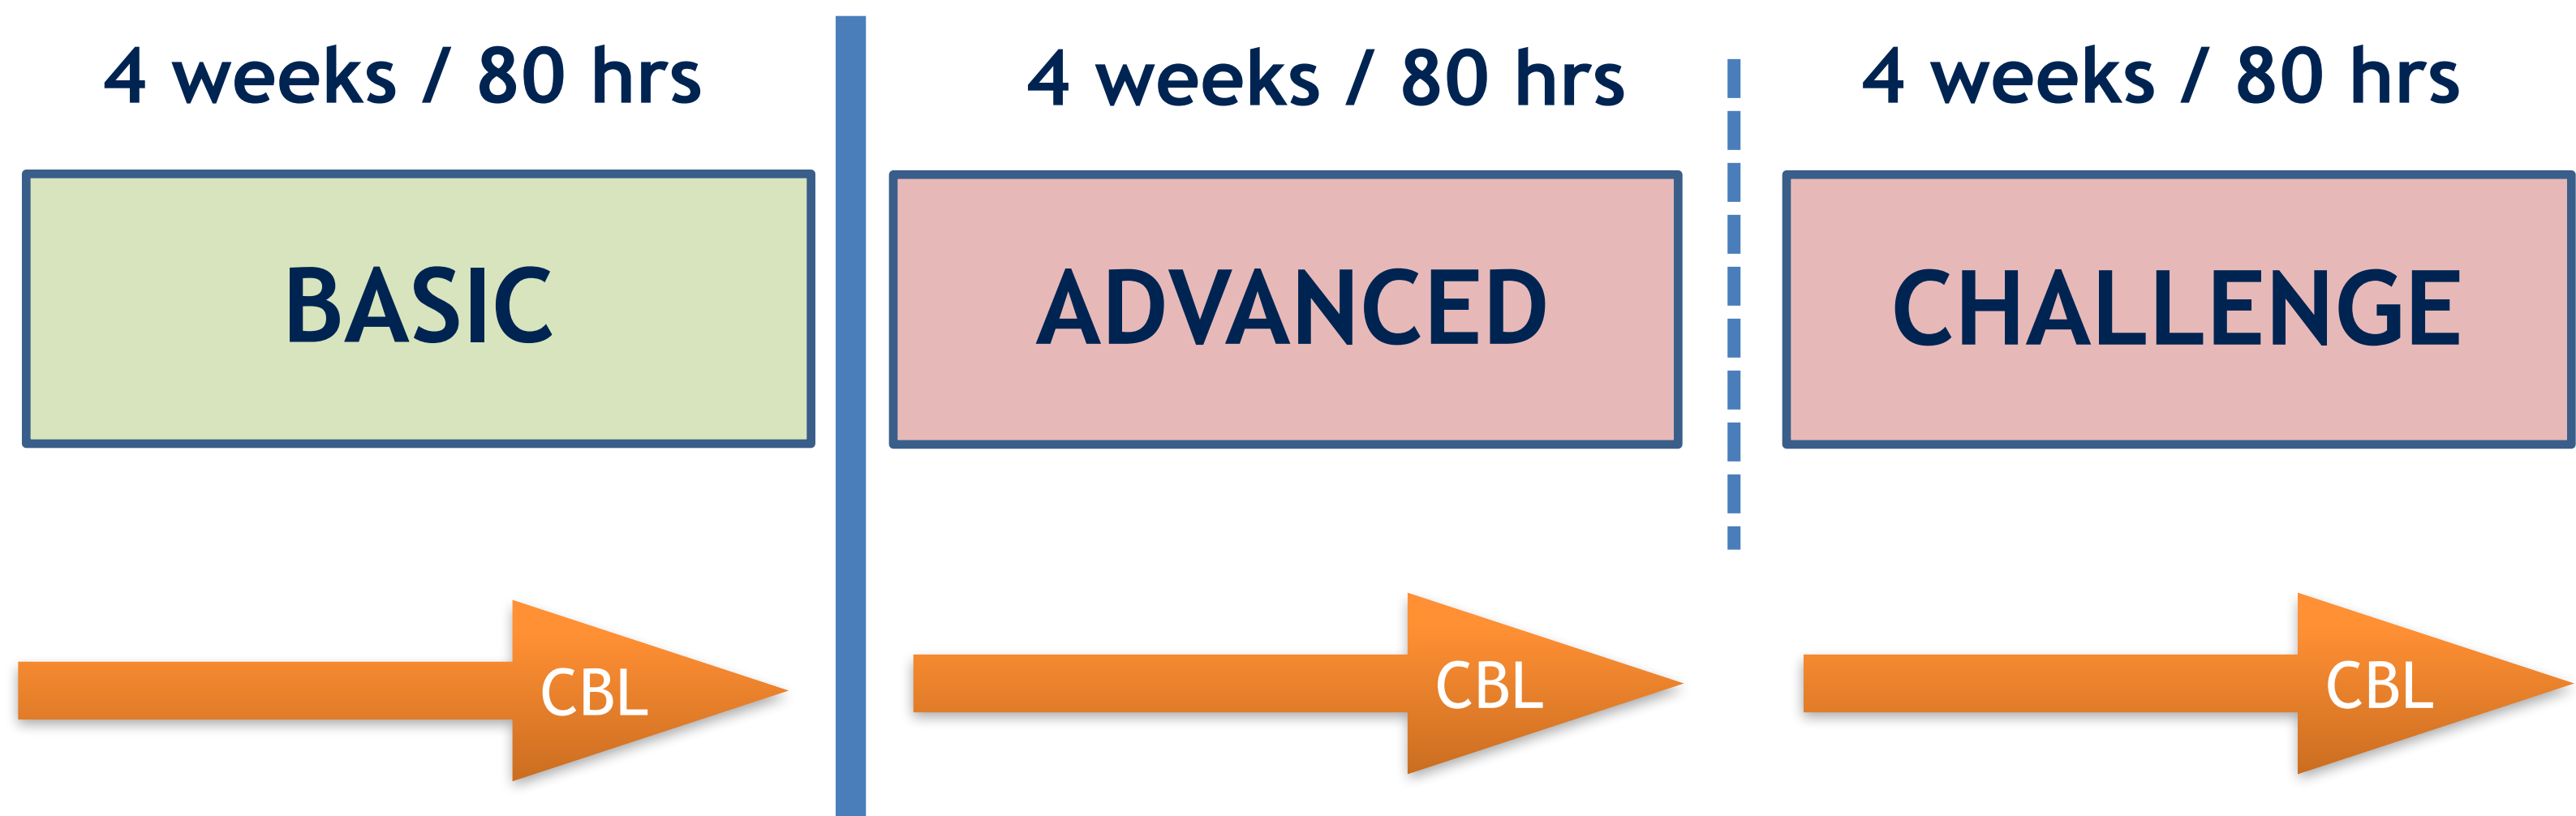 4 weeks / 80 hrs
4 weeks / 80 hrs
4 weeks / 80 hrs
BASIC
ADVANCED
CHALLENGE
CBL
CBL
CBL